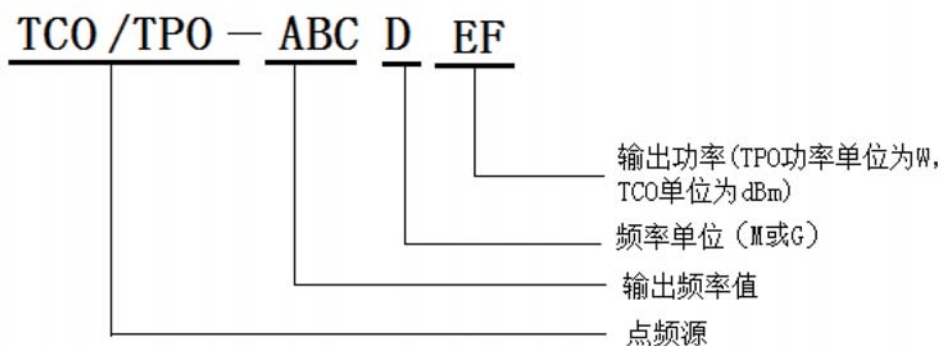 TCO/TPO-ABC D EF
输出功率(TPO功率单位为W,
TCO单位为dBm)
频率单位（M或G）
输出频率值
点频源